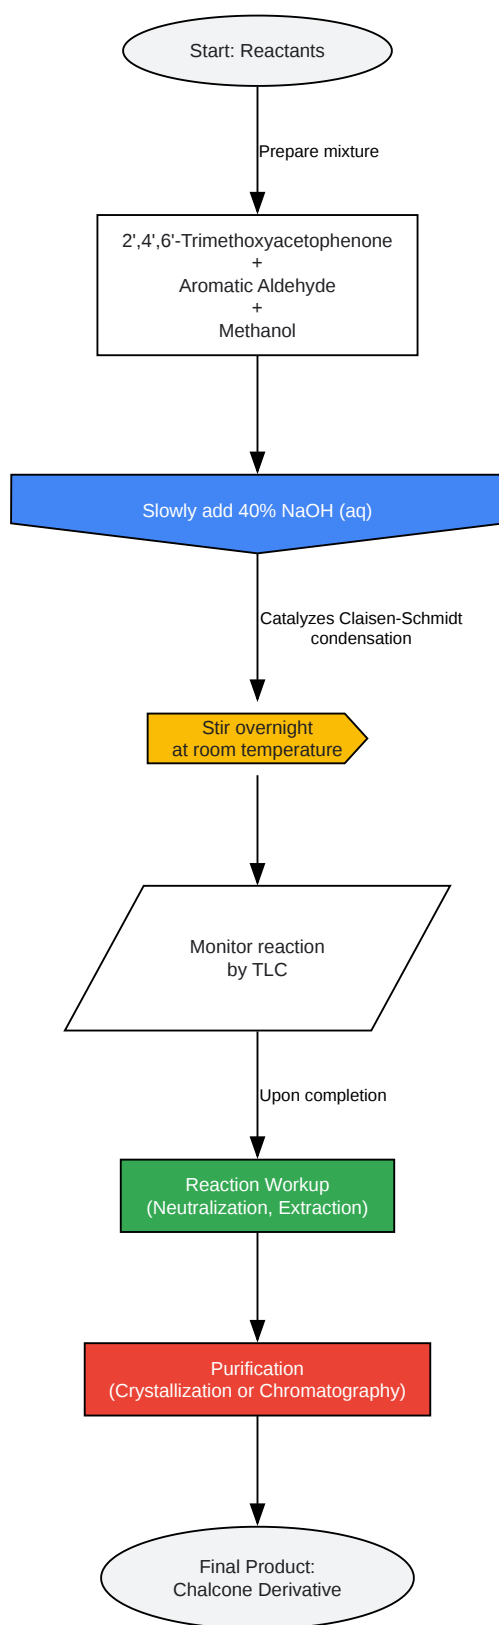 Start: Reactants
Prepare mixture
2',4',6'-Trimethoxyacetophenone
+
Aromatic Aldehyde
+
Methanol
Slowly add 40% NaOH (aq)
Catalyzes Claisen-Schmidt
condensation
Stir overnight
at room temperature
Monitor reaction
by TLC
Upon completion
Reaction Workup
(Neutralization, Extraction)
Purification
(Crystallization or Chromatography)
Final Product:
Chalcone Derivative